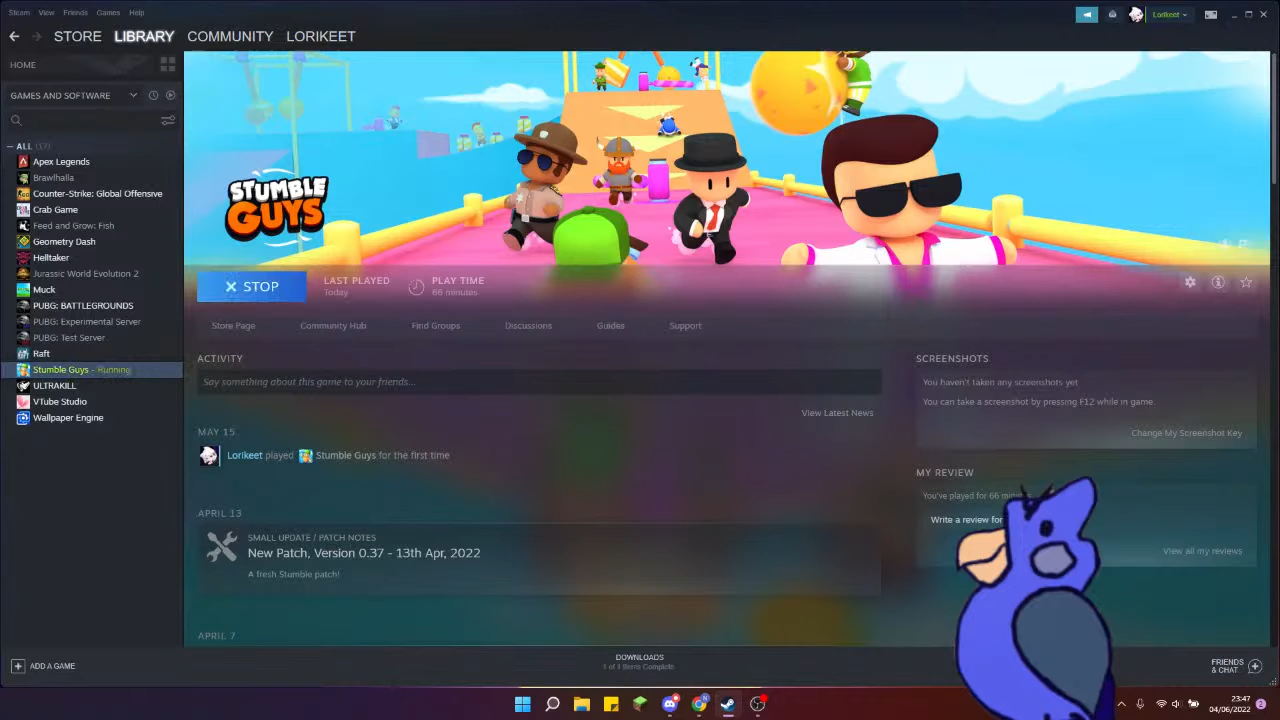 Steam View Friends Games Help
Lorikeet
STORE LIBRARY COMMUNITY LORIKEET
HOME
GAMES AND SOFTWARE
ALL (17)
Apex Legends
Brawlhalla
Counter-Strike: Global Offensive
Crab Game
Feed and Grow: Fish
Geometry Dash
Helltaker
Jurassic World Evolution 2
Muck
PUBG: BATTLEGROUNDS
PUBG: Experimental Server
PUBG: Test Server
Raft
Stumble Guys - Running
ULTRAKILL
VTube Studio
Wallpaper Engine
STUMBLE
GUYS
STOP
LAST PLAYED
Today
PLAY TIME
66 minutes
Store Page Community Hub Find Groups Discussions Guides Support
ACTIVITY
Say something about this game to your friends...
View Latest News
MAY 15
Lorikeet played Stumble Guys for the first time
APRIL 13
SMALL UPDATE / PATCH NOTES
New Patch, Version 0.37 - 13th Apr, 2022
A fresh Stumble patch!
APRIL 7
SCREENSHOTS
You haven't taken any screenshots yet
You can take a screenshot by pressing F12 while in game.
Change My Screenshot Key
MY REVIEW
You've played for 66
Write a review for
View all my reviews
ADD A GAME
DOWNLOADS
1 of 1 Items Complete
FRIENDS
& CHAT
23:47
04/06/2022